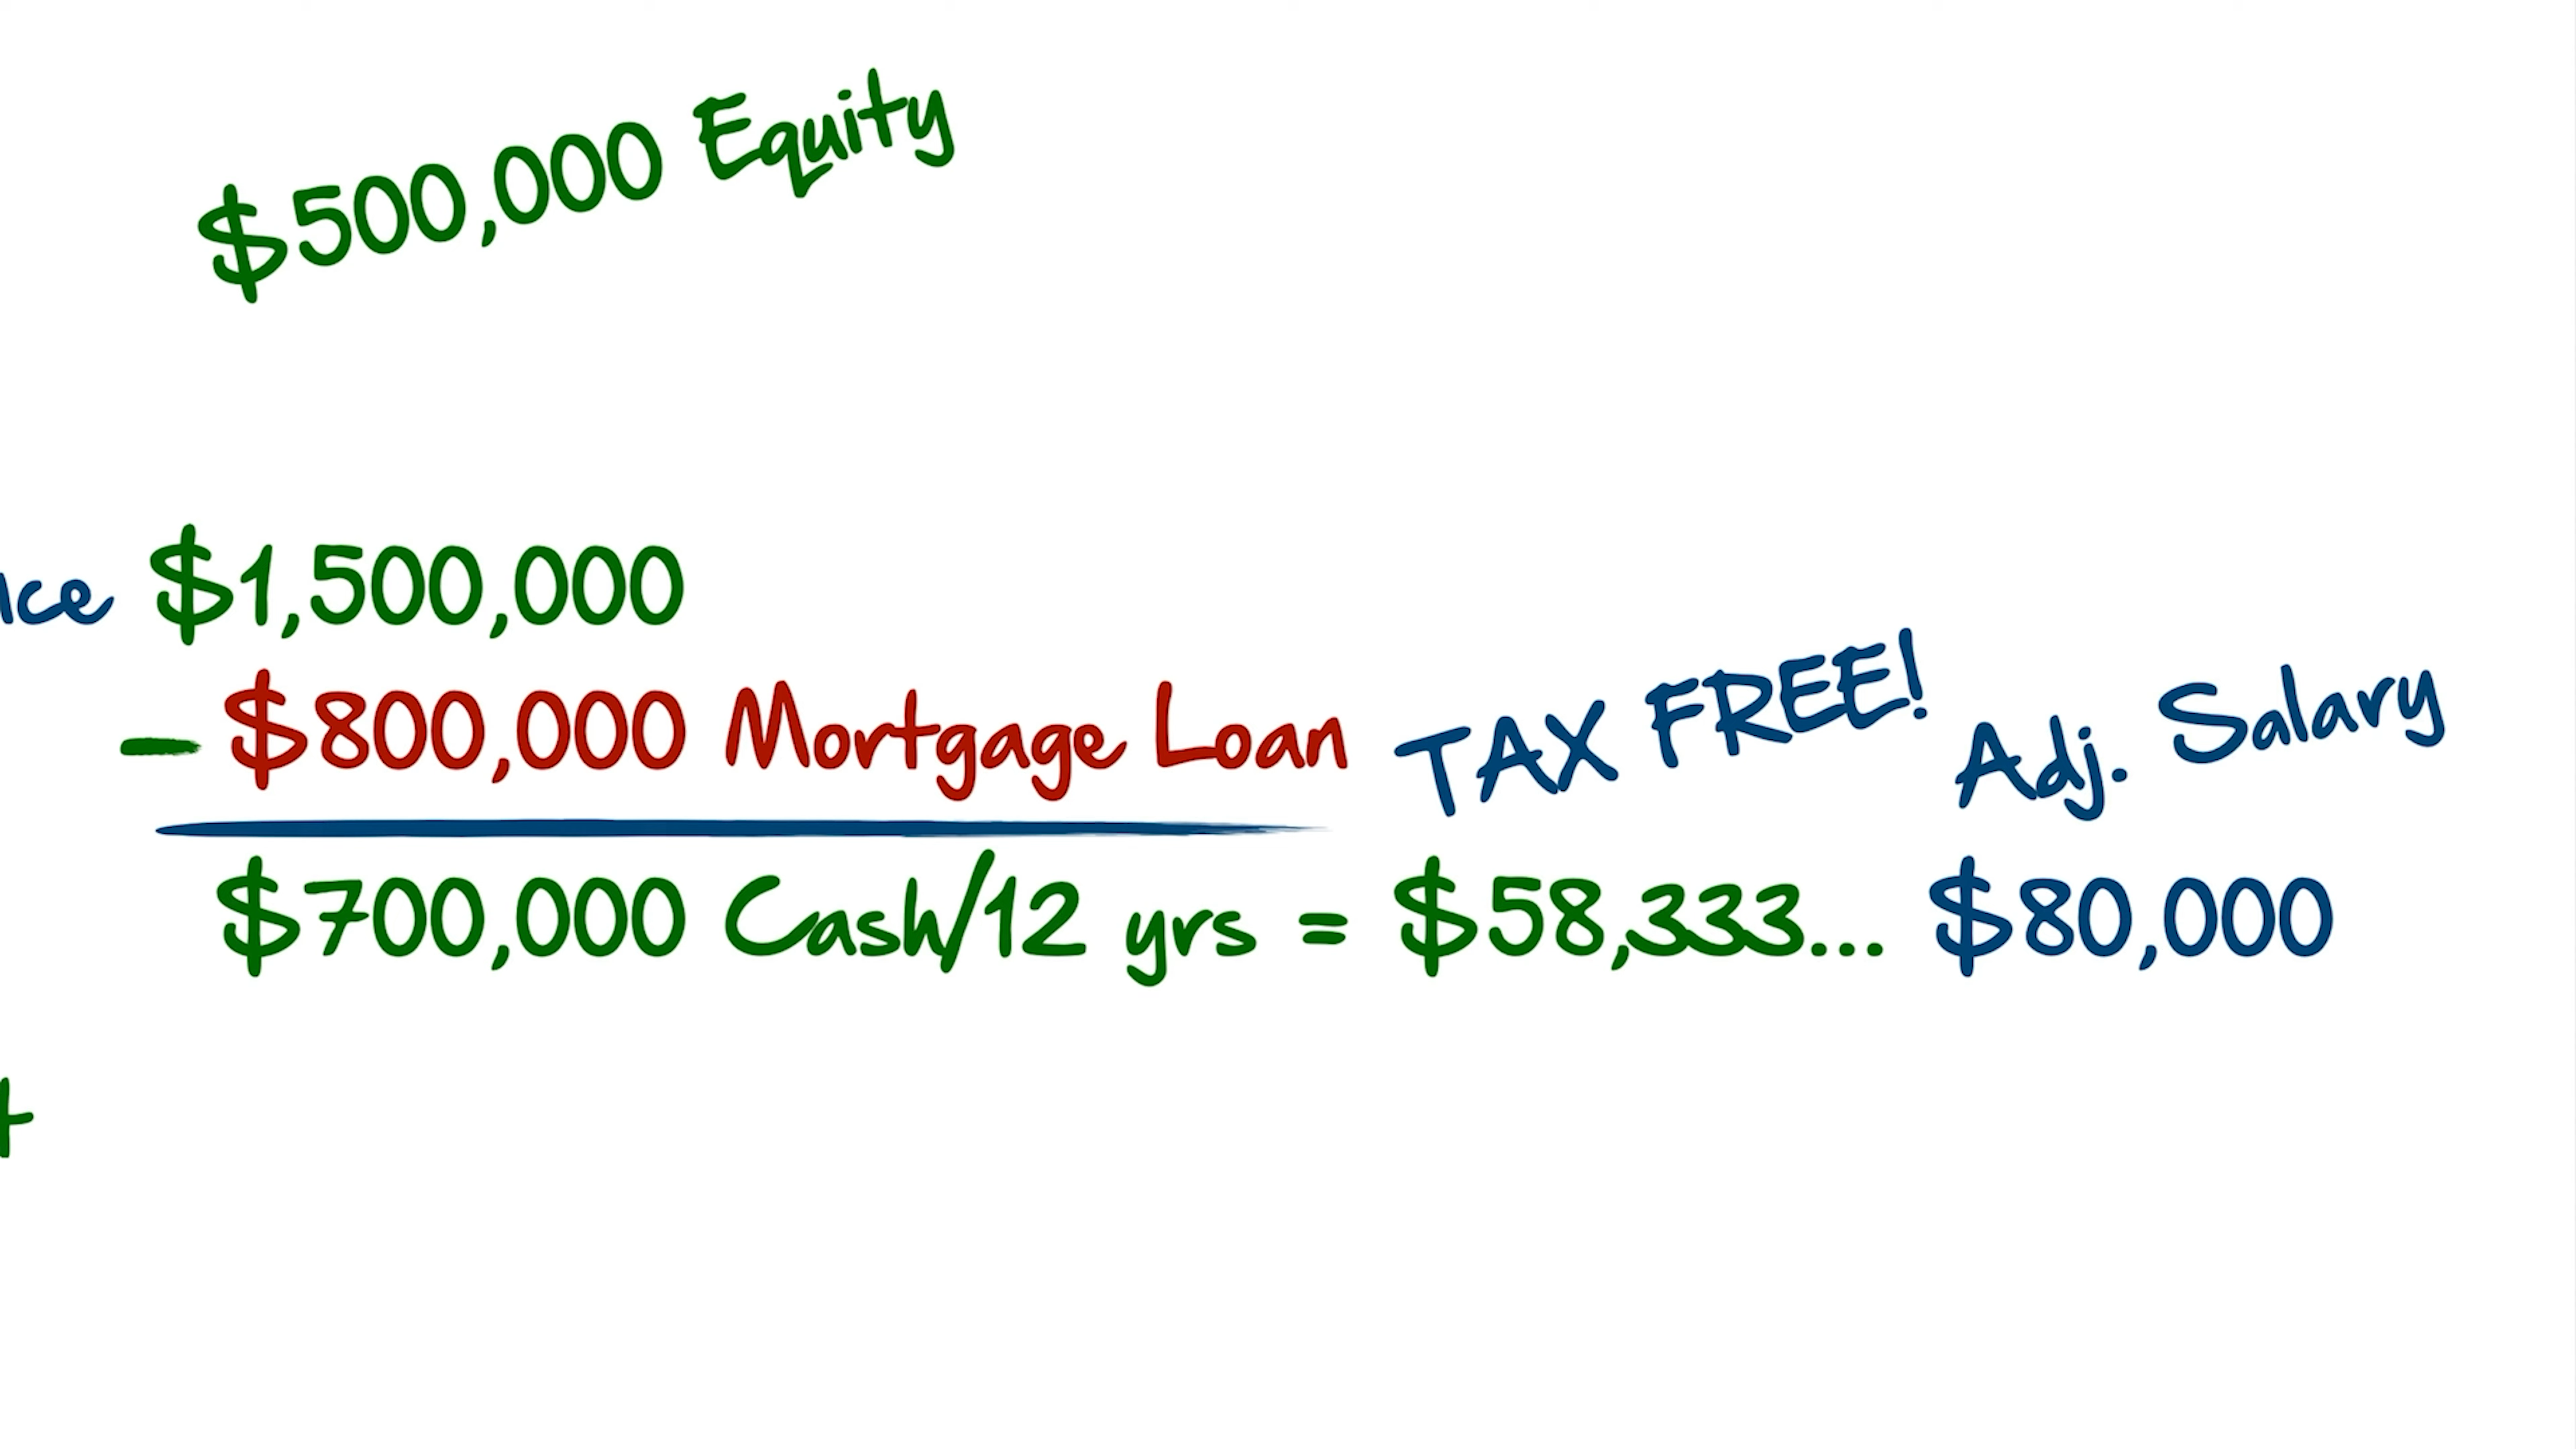 $500,000 Equity
$1,500,000
- $800,000 Mortgage Loan
TAX FREE!
Adj. Salary
$700,000 Cash/12 yrs = $58,333... $80,000